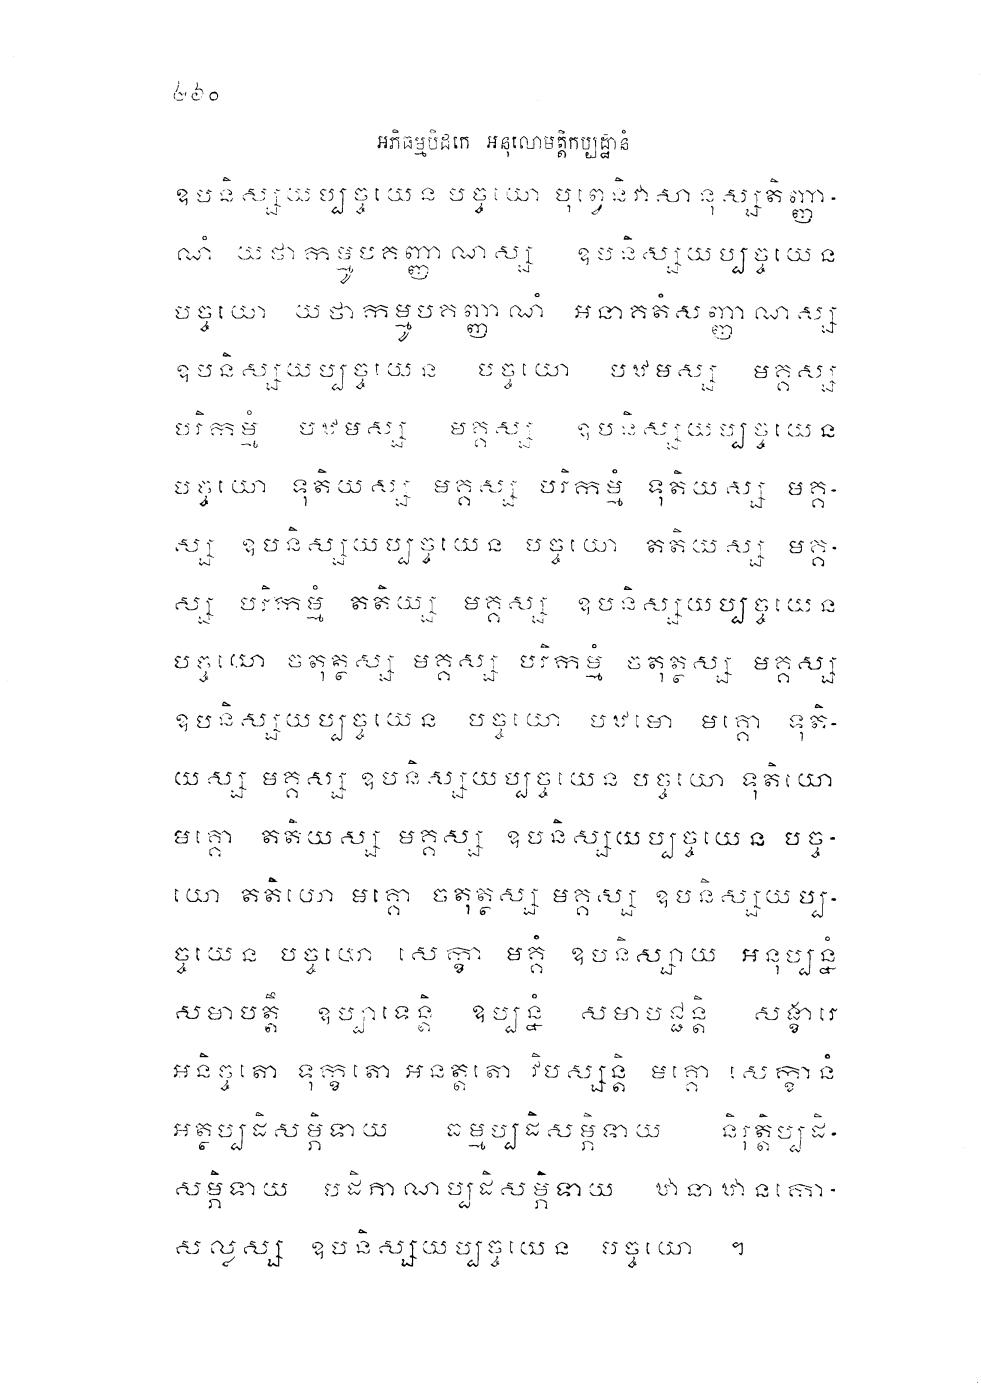 ៤៦០
អភិធម្មបិដកេ អនុលោមត្តិកប្បដ្ឋានំ
ឧបនិស្សយប្បច្ចយេន បច្ចយោ បុព្វេនិវាសានុស្សតិញ្ញា-
ណំ យថាកម្មូបគញ្ញាណស្ស ឧបនិស្សយប្បច្ចយេន
បច្ចយោ យថាកម្មូបគញ្ញាណំ អនាគតំសញ្ញាណស្ស
ឧបនិស្សយប្បច្ចយេន បច្ចយោ បឋមស្ស មគ្គស្ស
បរិកម្មំ បឋមស្ស មគ្គស្ស ឧបនិស្សយប្បច្ចយេន
បច្ចយោ ទុតិយស្ស មគ្គស្ស បរិកម្មំ ទុតិយស្ស មគ្គ-
ស្ស ឧបនិស្សយប្បច្ចយេន បច្ចយោ តតិយស្ស មគ្គ-
ស្ស បរិកម្មំ តតិយស្ស មគ្គស្ស ឧបនិស្សយប្បច្ចយេន
បច្ចយោ ចតុត្ថស្ស មគ្គស្ស បរិកម្មំ ចតុត្ថស្ស មគ្គស្ស
ឧបនិស្សយប្បច្ចយេន បច្ចយោ បឋមោ មគ្គោ ទុតិ-
យស្ស មគ្គស្ស ឧបនិស្សយប្បច្ចយេន បច្ចយោ ទុតិយោ
មគ្គោ តតិយស្ស មគ្គស្ស ឧបនិស្សយប្បច្ចយេន បច្ច-
យោ តតិយោ មគ្គោ ចតុត្ថស្ស មគ្គស្ស ឧបនិស្សយប្ប-
ច្ចយេន បច្ចយោ សេក្ខា មគ្គំ ឧបនិស្សាយ អនុប្បន្នំ
សមាបត្តឹ ឧប្បាទេន្តិ ឧប្បន្នំ សមាបជ្ជន្តិ សង្ខារេ
អនិច្ចតោ ទុក្ខតោ អនត្តតោ វិបស្សន្តិ មគ្គោ សេក្ខានំ
អត្ថប្បដិសម្ភិទាយ ធម្មប្បដិសម្ភិទាយ និរុត្តិប្បដិ-
សម្ភិទាយ បដិភាណប្បដិសម្ភិទាយ ឋានាឋានកោ-
សល្លស្ស ឧបនិស្សយប្បច្ចយេន បច្ចយោ ។